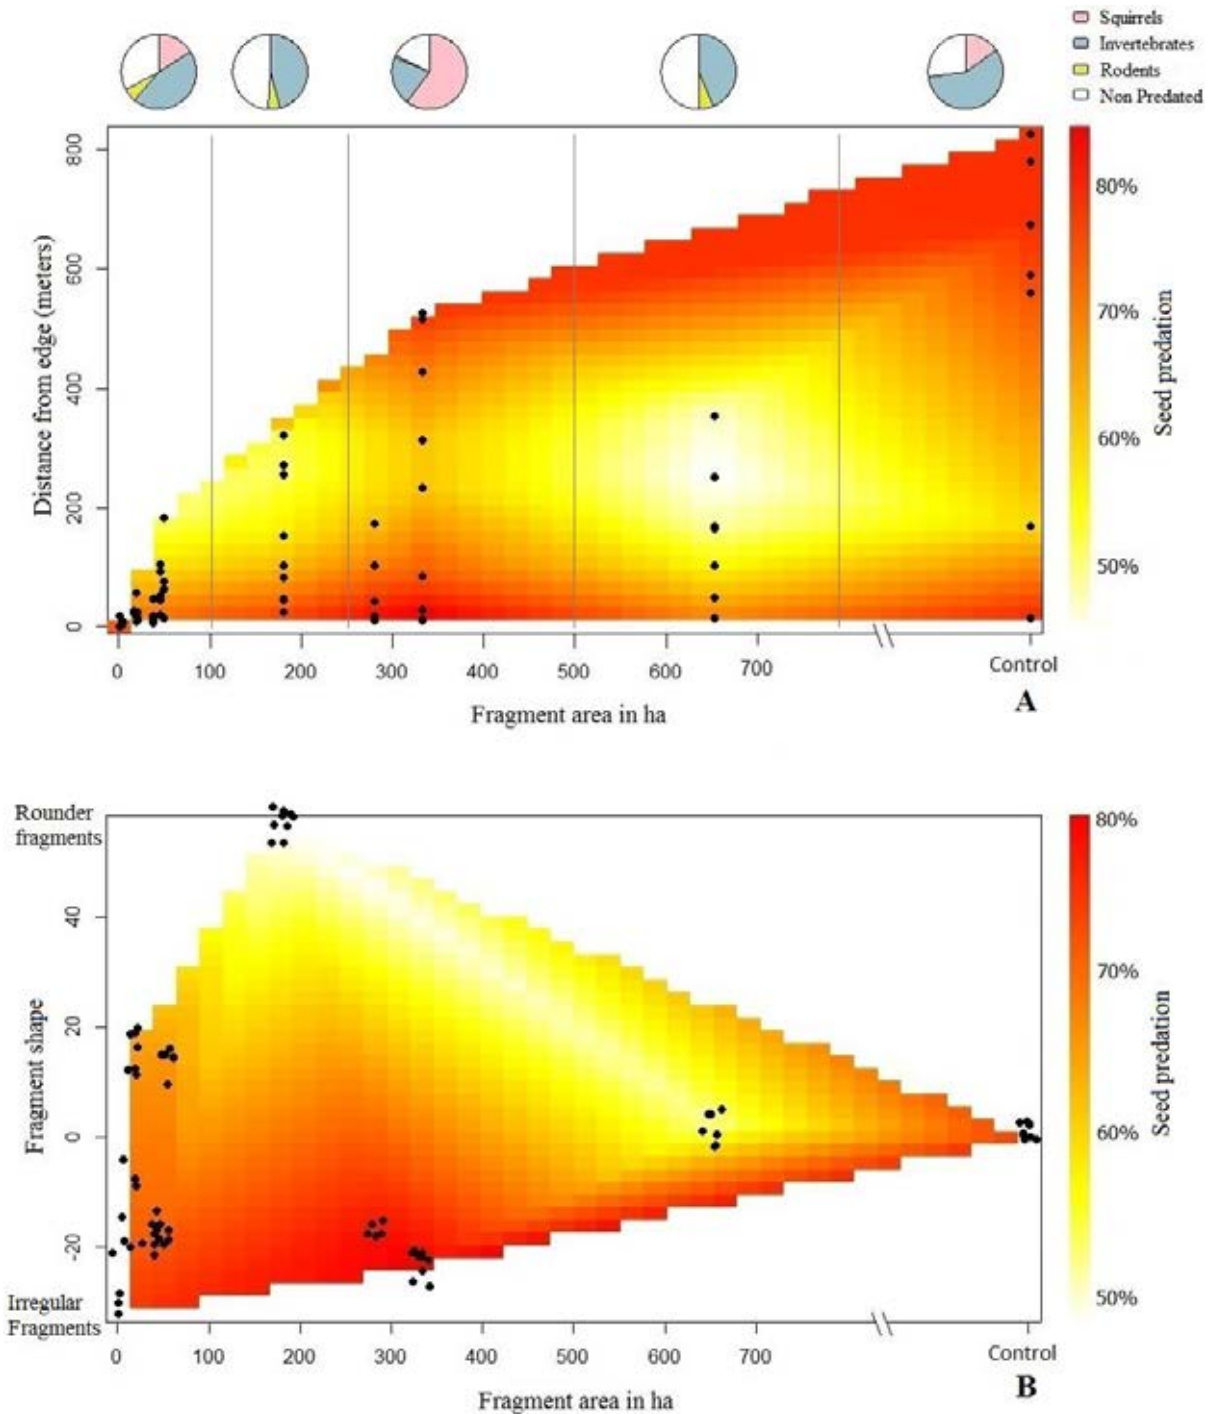 Squirrels
Invertebrates
Rodents
Non Predated
800
600
400
200
0
Distance from edge (meters)
80%
70%
60%
50%
Seed predation
0 100 200 300 400 500 600 700 Control
Fragment area in ha
A
Rounder
fragments
40
20
0
-20
Fragment shape
Irregular
Fragments
80%
70%
60%
50%
Seed predation
0 100 200 300 400 500 600 700 Control
Fragment area in ha
B